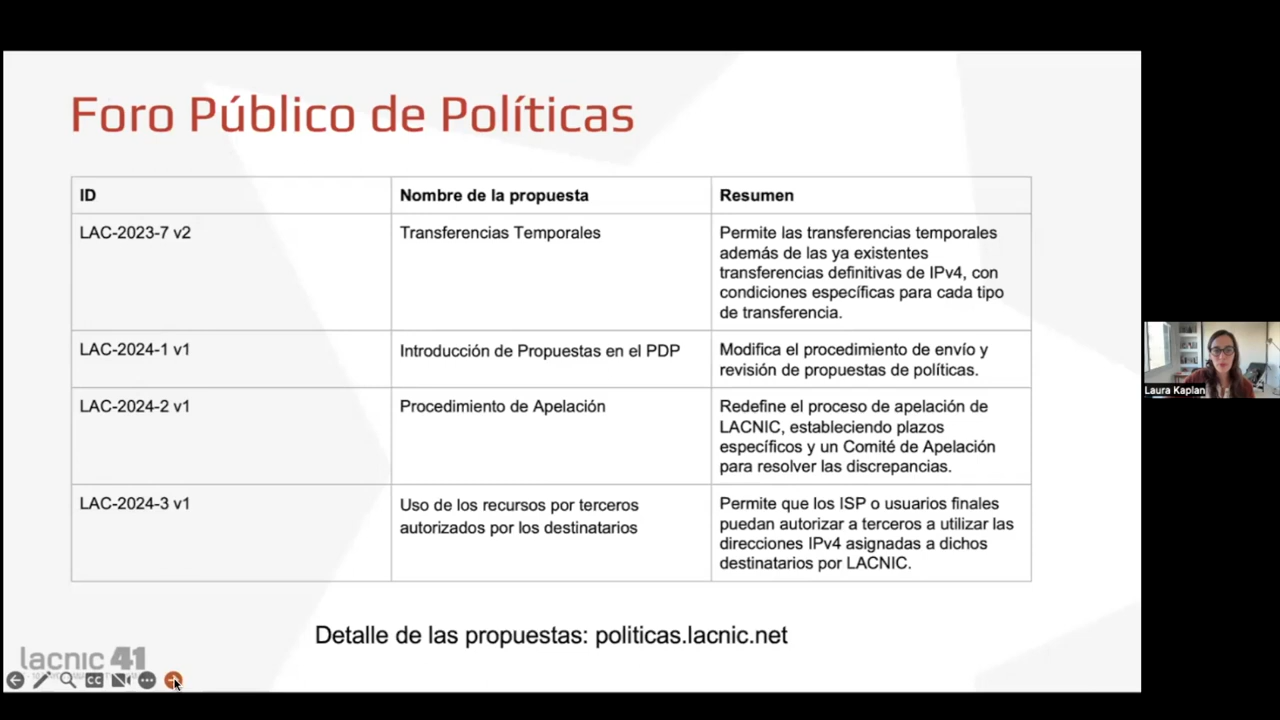 Foro Público de Políticas
ID
Nombre de la propuesta
Resumen
LAC-2023-7 v2
Transferencias Temporales
Permite las transferencias temporales
además de las ya existentes
transferencias definitivas de IPv4, con
condiciones específicas para cada tipo
de transferencia.
LAC-2024-1 v1
Introducción de Propuestas en el PDP
Modifica el procedimiento de envío y
revisión de propuestas de políticas.
LAC-2024-2 v1
Procedimiento de Apelación
Redefine el proceso de apelación de
LACNIC, estableciendo plazos
específicos y un Comité de Apelación
para resolver las discrepancias.
LAC-2024-3 v1
Uso de los recursos por terceros
autorizados por los destinatarios
Permite que los ISP o usuarios finales
puedan autorizar a terceros a utilizar las
direcciones IPv4 asignadas a dichos
destinatarios por LACNIC.
Detalle de las propuestas: politicas.lacnic.net
lacnic 41
CC
Laura Kaplan